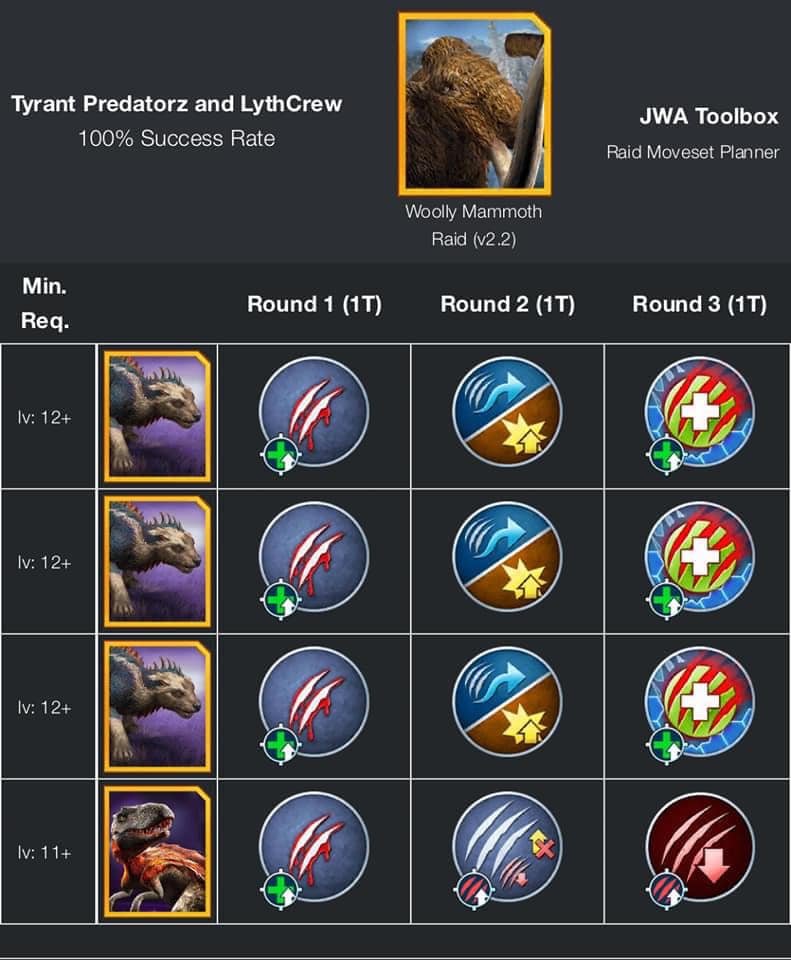 Tyrant Predatorz and LythCrew
100% Success Rate
JWA Toolbox
Raid Moveset Planner
Woolly Mammoth
Raid (v2.2)
Min.
Req.
Round 1 (1T)
Round 2 (1T)
Round 3 (1T)
lv: 12+
lv: 12+
lv: 12+
lv: 11+